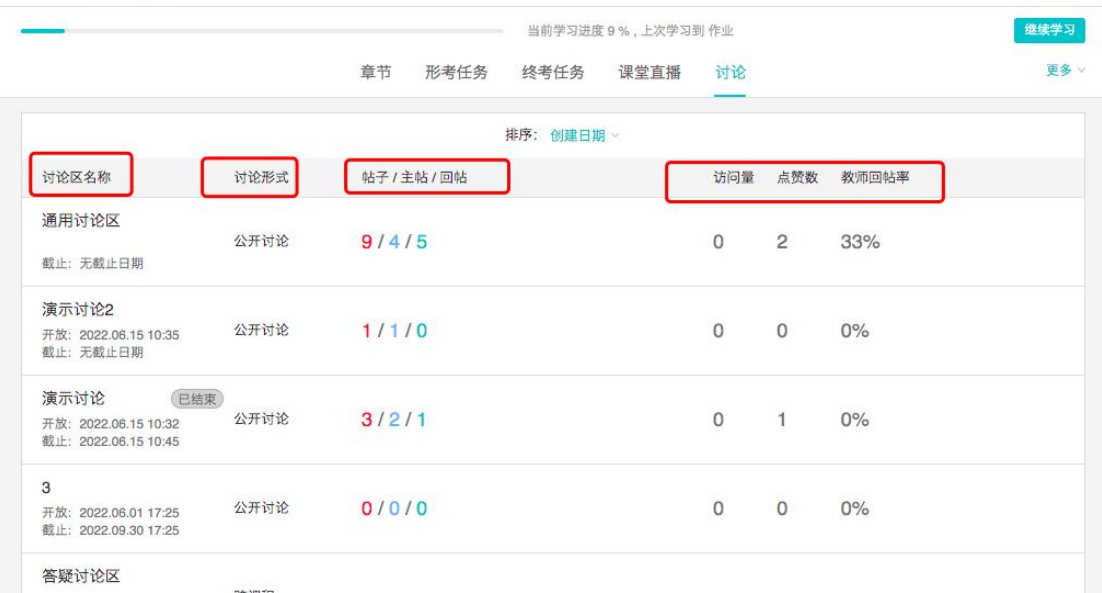 当前学习进度 9 % , 上次学习到 作业 继续学习
章节 形考任务 终考任务 课堂直播 讨论 更多
排序： 创建日期
讨论区名称 讨论形式 帖子 / 主帖 / 回帖 访问量 点赞数 教师回帖率
通用讨论区
公开讨论 9 / 4 / 5 0 2 33%
截止：无截止日期
演示讨论2
开放：2022.06.15 10:35 公开讨论 1 / 1 / 0 0 0 0%
截止：无截止日期
演示讨论 已结束
开放：2022.06.15 10:32 公开讨论 3 / 2 / 1 0 1 0%
截止：2022.06.15 10:45
3
开放：2022.06.01 17:25 公开讨论 0 / 0 / 0 0 0 0%
截止：2022.09.30 17:25
答疑讨论区